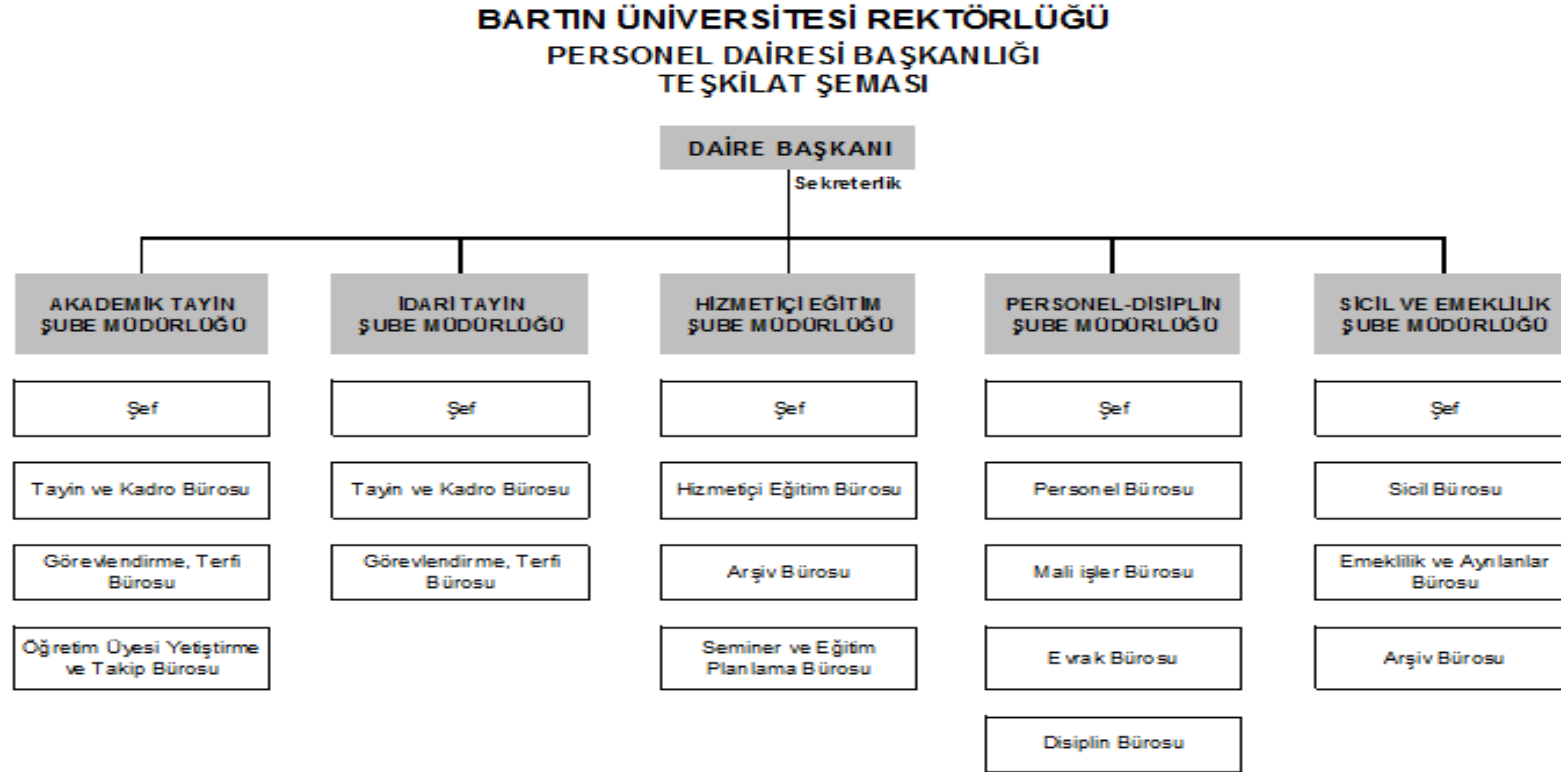 BARTIN ÜNİVERSİTESİ REKTÖRLÜĞÜ
PERSONEL DAİRESİ BAŞKANLIĞI
TEŞKİLAT ŞEMASI
DAİRE BAŞKANI
Sekreterlik
AKADEMİK TAYİN
ŞUBE MÜDÜRLÜĞÜ
İDARİ TAYİN
ŞUBE MÜDÜRLÜĞÜ
HİZMETİÇİ EĞİTİM
ŞUBE MÜDÜRLÜĞÜ
PERSONEL-DİSİPLİN
ŞUBE MÜDÜRLÜĞÜ
SİCİL VE EMEKLİLİK
ŞUBE MÜDÜRLÜĞÜ
Şef
Şef
Şef
Şef
Şef
Tayin ve Kadro Bürosu
Tayin ve Kadro Bürosu
Hizmetiçi Eğitim Bürosu
Personel Bürosu
Sicil Bürosu
Görevlendirme, Terfi
Bürosu
Görevlendirme, Terfi
Bürosu
Arşiv Bürosu
Mali işler Bürosu
Emeklilik ve Ayrılanlar
Bürosu
Öğretim Üyesi Yetiştirme
ve Takip Bürosu
Seminer ve Eğitim
Planlama Bürosu
Evrak Bürosu
Arşiv Bürosu
Disiplin Bürosu